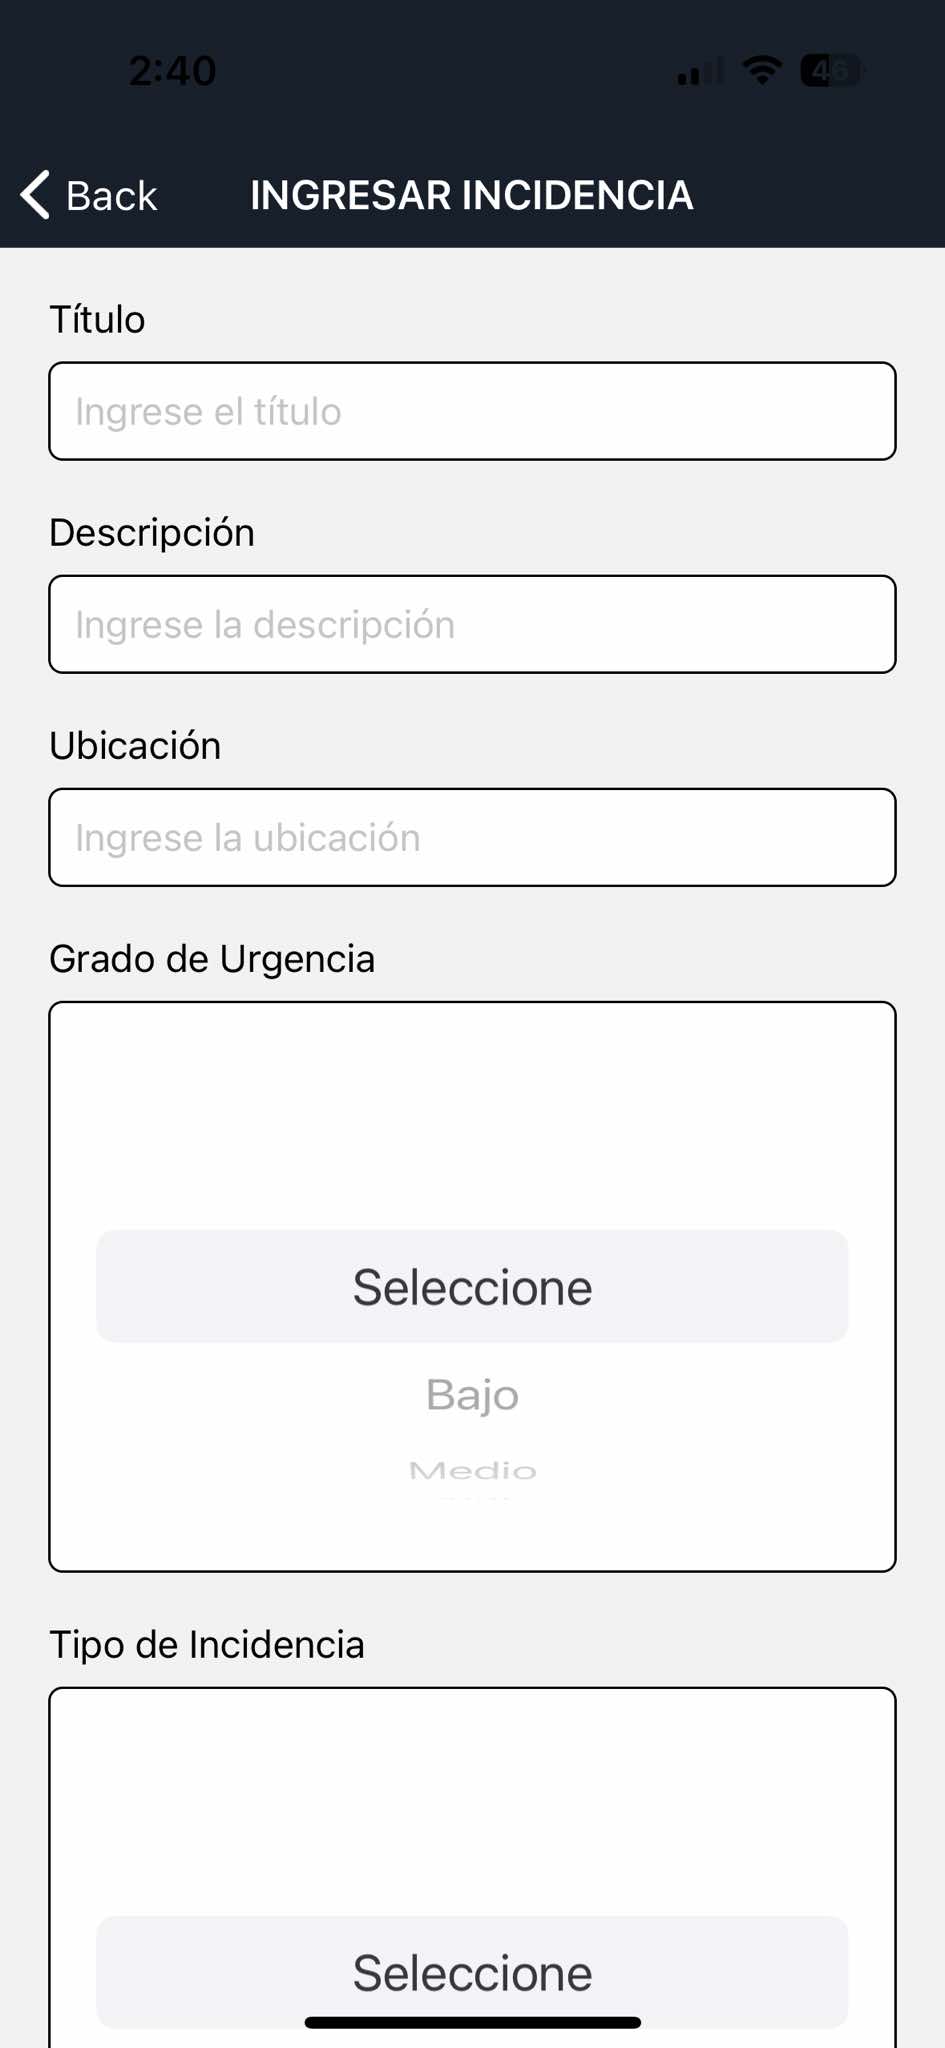 2:40
46
Back
INGRESAR INCIDENCIA
Título
Ingrese el título
Descripción
Ingrese la descripción
Ubicación
Ingrese la ubicación
Grado de Urgencia
Seleccione
Bajo
Medio
Tipo de Incidencia
Seleccione